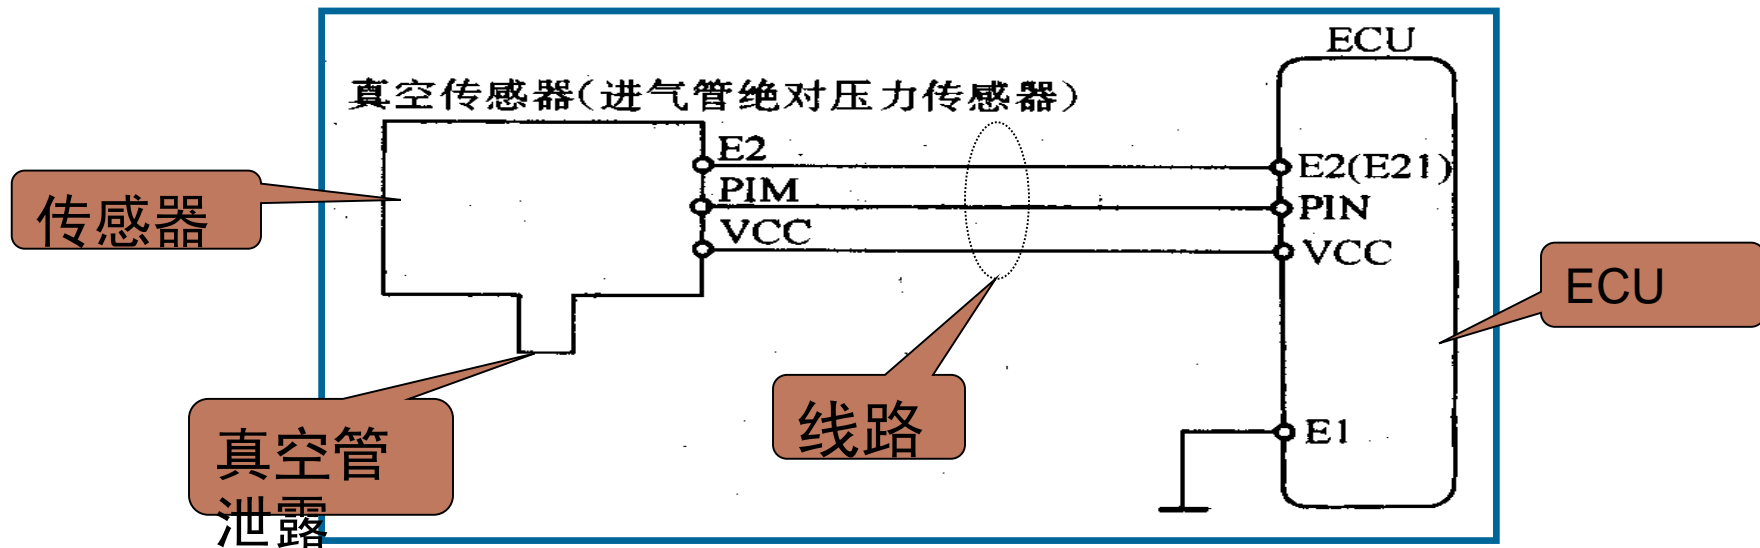 ECU
真空传感器(进气管绝对压力传感器)
E2
E2(E21)
传感器
PIM
PIN
VCC
VCC
ECU
线路
真空管
泄露
E1